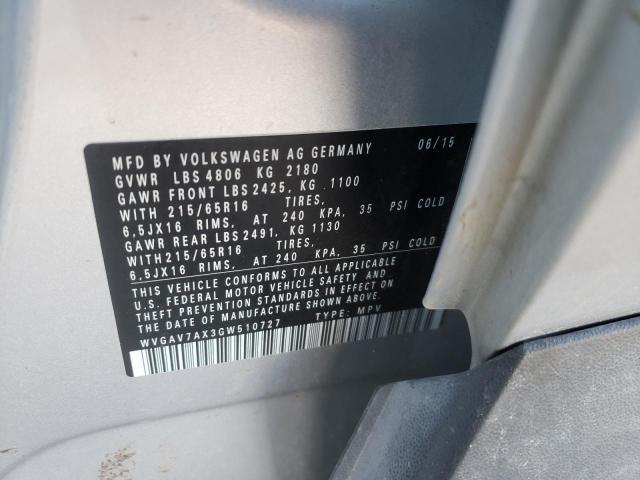 MFD BY VOLKSWAGEN AG GERMANY 06/15
GVWR LBS 4806 KG 2180
GAWR FRONT LBS 2425, KG 1100
WITH 215/65R16 TIRES,
6,5JX16 RIMS, AT 240 KPA, 35 PSI COLD
GAWR REAR LBS 2491, KG 1130
WITH 215/65R16 TIRES,
6,5JX16 RIMS, AT 240 KPA, 35 PSI COLD
THIS VEHICLE CONFORMS TO ALL APPLICABLE
U.S. FEDERAL MOTOR VEHICLE SAFETY AND
THEFT PREVENTION STANDARDS IN EFFECT ON
THE DATE OF MANUFACTURE SHOWN ABOVE.
WVGAV7AX3GW510727 TYPE: MPV